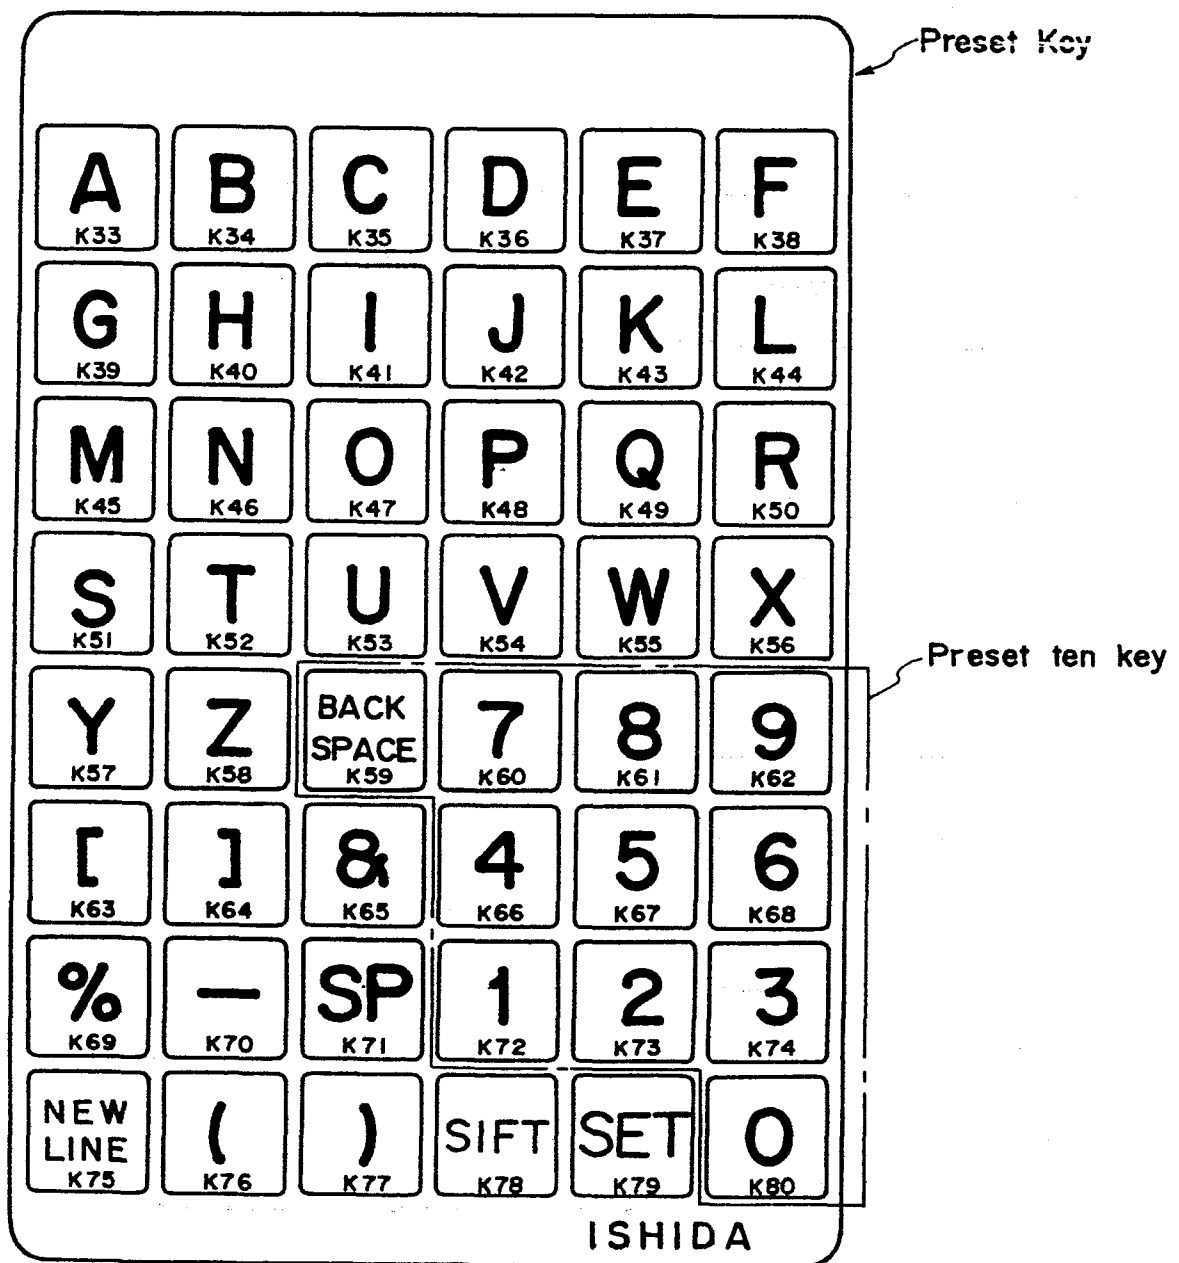 Preset Key
A B C D E F
K33 K34 K35 K36 K37 K38
G H I J K L
K39 K40 K41 K42 K43 K44
M N O P Q R
K45 K46 K47 K48 K49 K50
S T U V W X
K51 K52 K53 K54 K55 K56
Preset ten key
Y Z BACK SPACE 7 8 9
K57 K58 K59 K60 K61 K62
[ ] & 4 5 6
K63 K64 K65 K66 K67 K68
% — SP 1 2 3
K69 K70 K71 K72 K73 K74
NEW LINE ( ) SIFT SET 0
K75 K76 K77 K78 K79 K80
ISHIDA